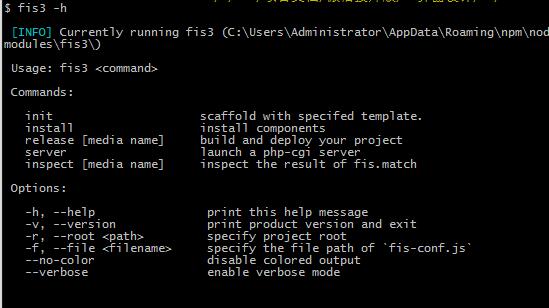 $ fis3 -h
[INFO] Currently running fis3 (C:\Users\Administrator\AppData\Roaming\npm\nod
modules\fis3\)
Usage: fis3 <command>
Commands:
init scaffold with specifed template.
install install components
release [media name] build and deploy your project
server launch a php-cgi server
inspect [media name] inspect the result of fis.match
Options:
-h, --help print this help message
-v, --version print product version and exit
-r, --root <path> specify project root
-f, --file <filename> specify the file path of `fis-conf.js`
--no-color disable colored output
--verbose enable verbose mode